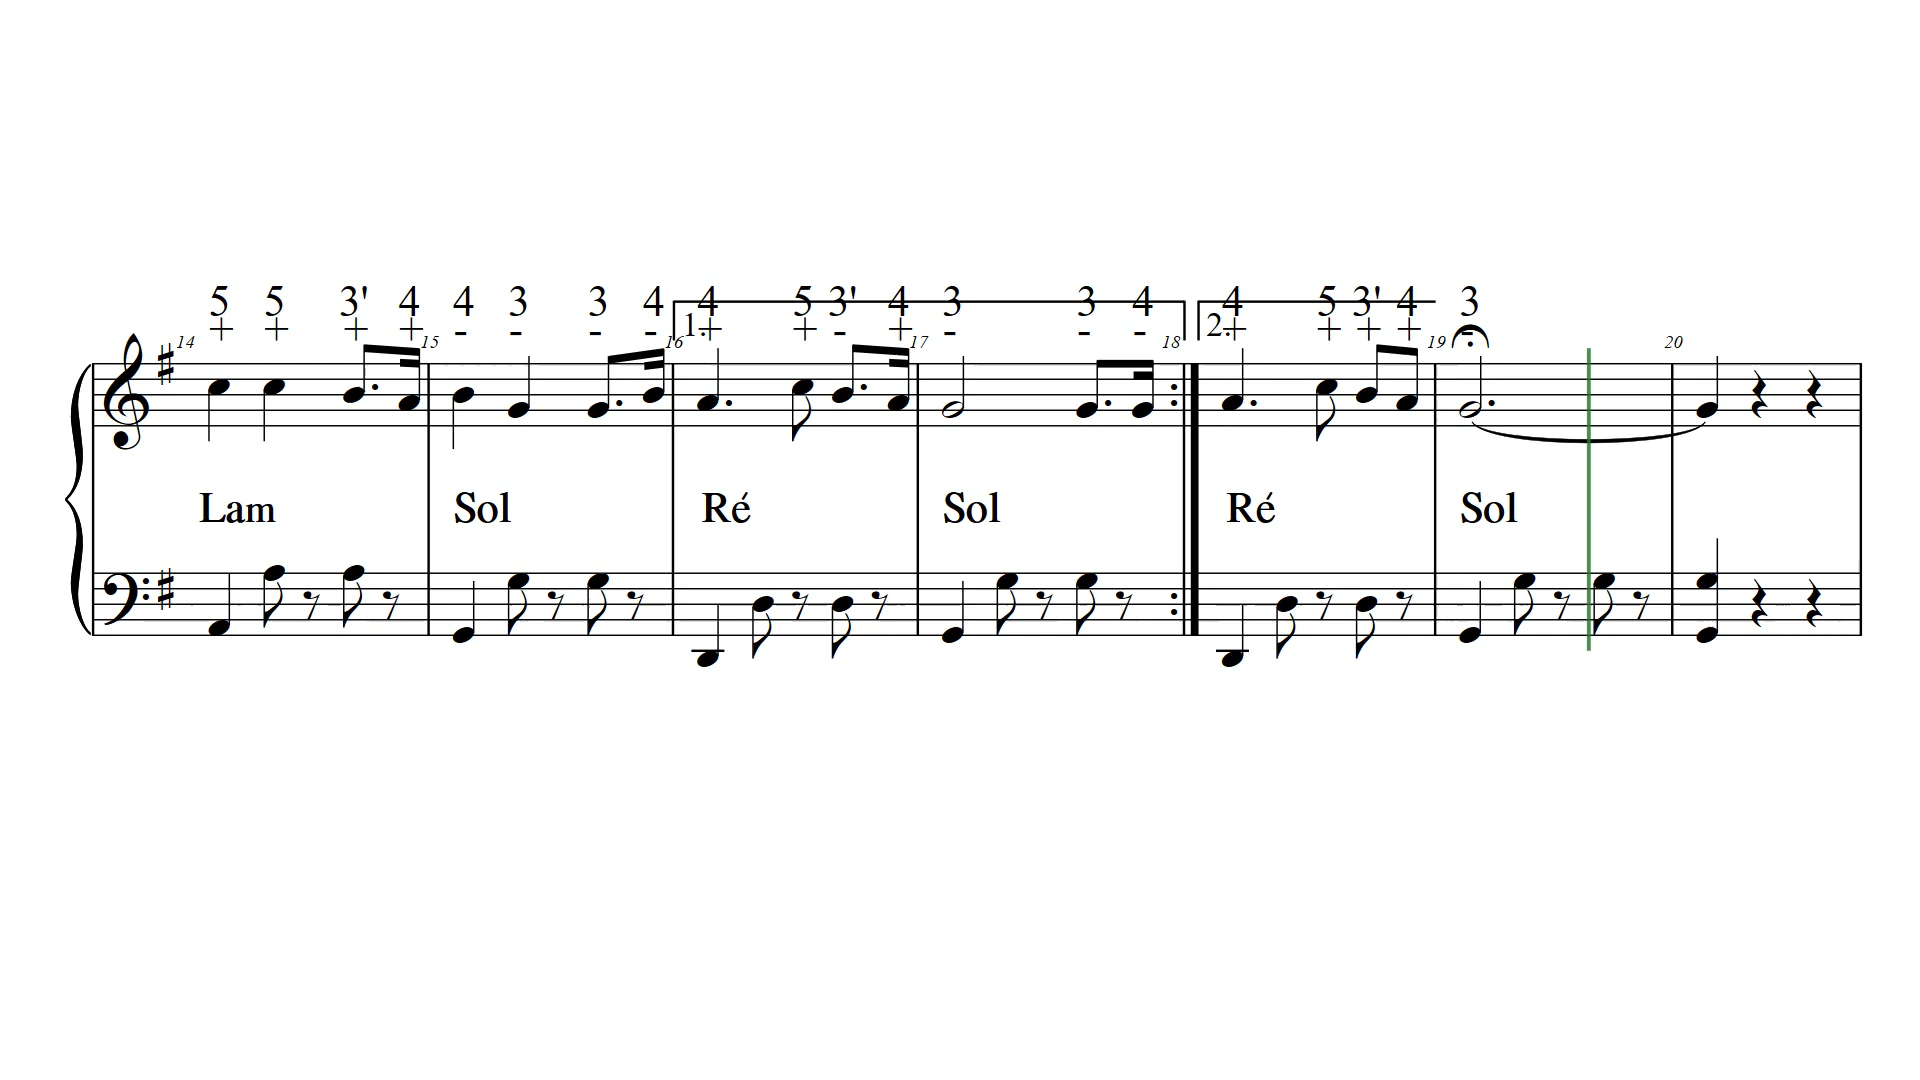 5 5 3' 4 4 3 3 4 4 5 3' 4 3 3 4 4 5 3' 4 3
+ + + + - - - - + + - + - - - + + + + -
1. 2.
14 15 16 17 18 19 20
Lam Sol Ré Sol Ré Sol